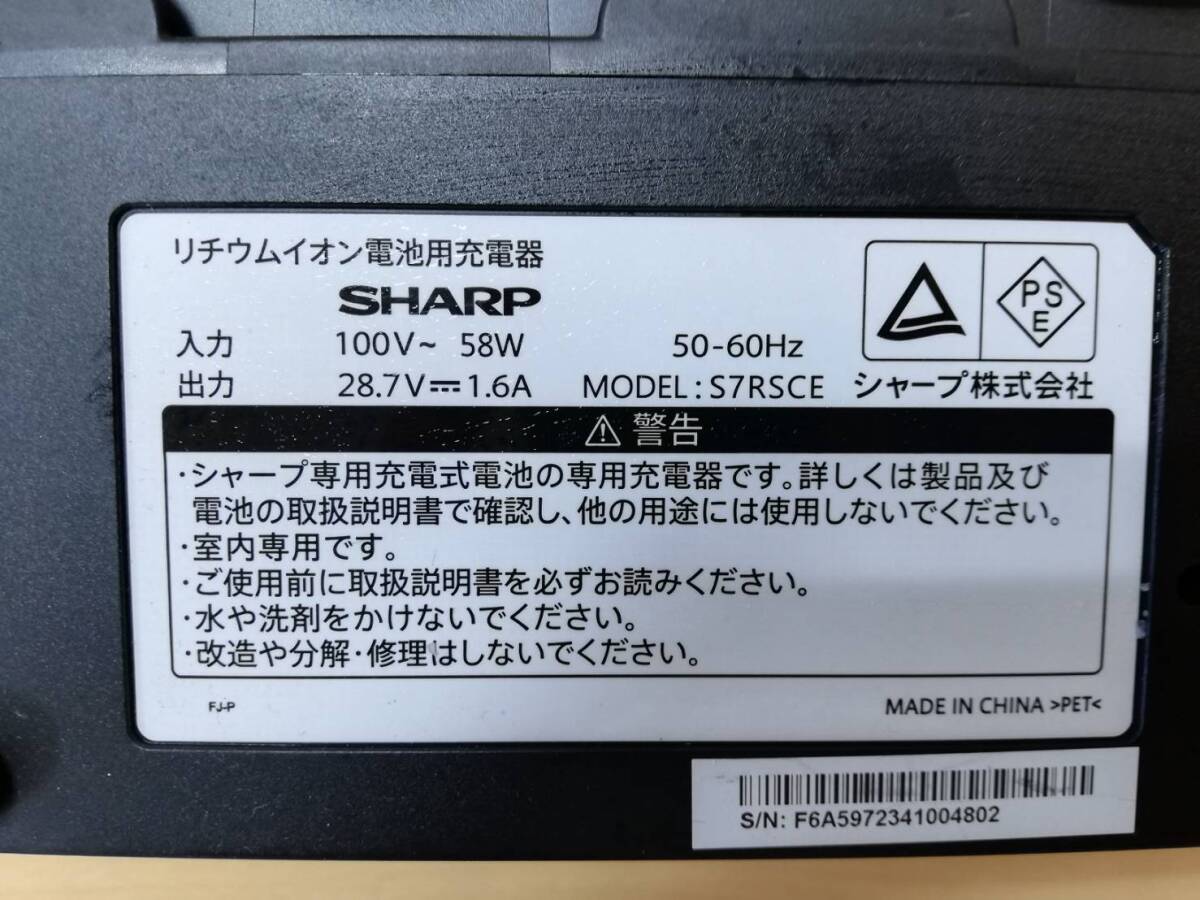 リチウムイオン電池用充電器
SHARP
入力 100V~ 58W 50-60Hz
出力 28.7V⎓1.6A MODEL: S7RSCE
PS
E
シャープ株式会社
⚠ 警告
・シャープ専用充電式電池の専用充電器です。詳しくは製品及び
電池の取扱説明書で確認し、他の用途には使用しないでください。
・室内専用です。
・ご使用前に取扱説明書を必ずお読みください。
・水や洗剤をかけないでください。
・改造や分解・修理はしないでください。
FJ-P
MADE IN CHINA >PET<
S/N: F6A5972341004802